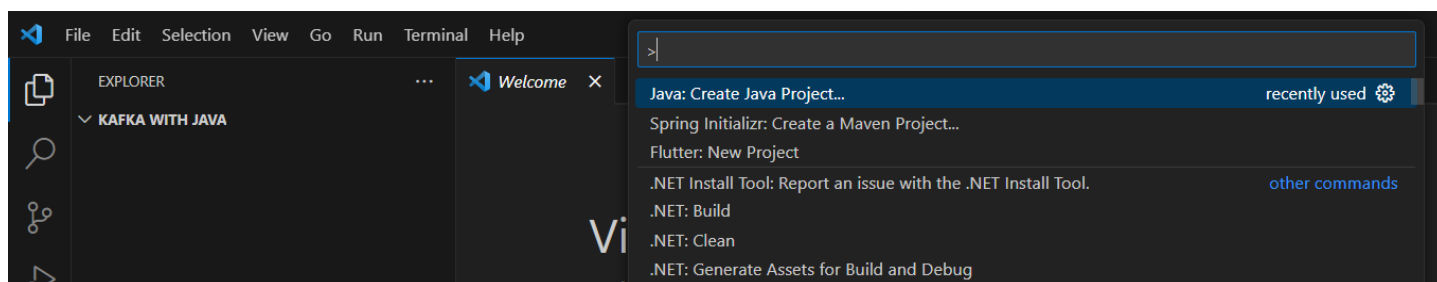 File Edit Selection View Go Run Terminal Help
>
EXPLORER ...
Welcome
KAFKA WITH JAVA
Java: Create Java Project... recently used
Spring Initializr: Create a Maven Project...
Flutter: New Project
.NET Install Tool: Report an issue with the .NET Install Tool. other commands
.NET: Build
.NET: Clean
.NET: Generate Assets for Build and Debug
Vi